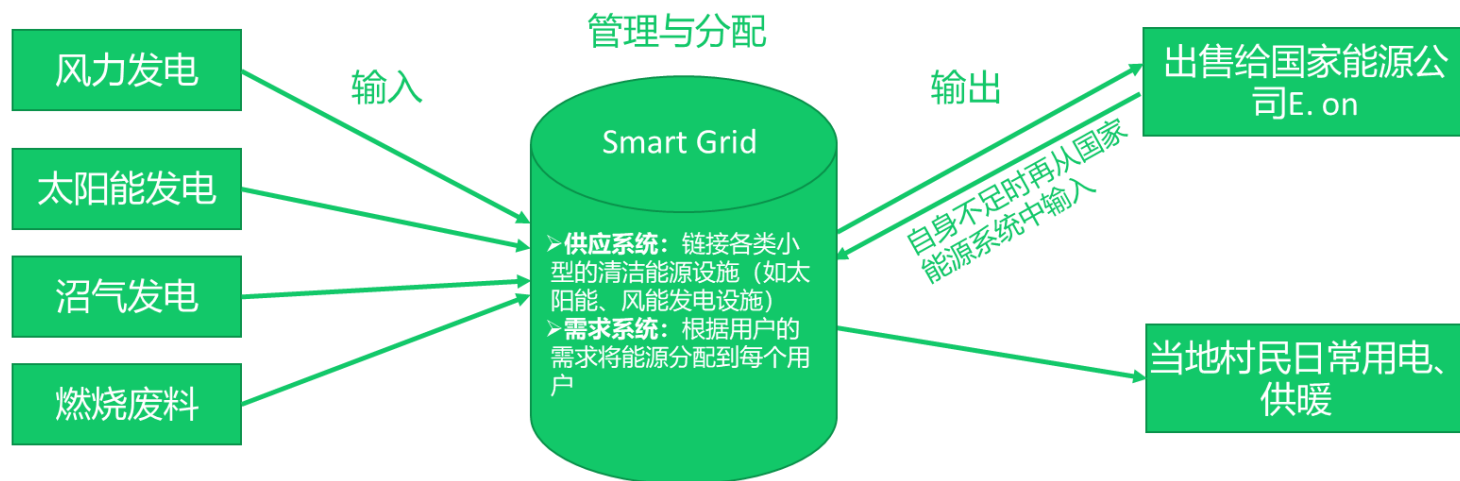 管理与分配
风力发电
输入
输出
出售给国家能源公
司E. on
Smart Grid
太阳能发电
自身不足时再从国家
能源系统中输入
➢供应系统：链接各类小
型的清洁能源设施（如太
阳能、风能发电设施）
➢需求系统：根据用户的
需求将能源分配到每个用
户
沼气发电
燃烧废料
当地村民日常用电、
供暖